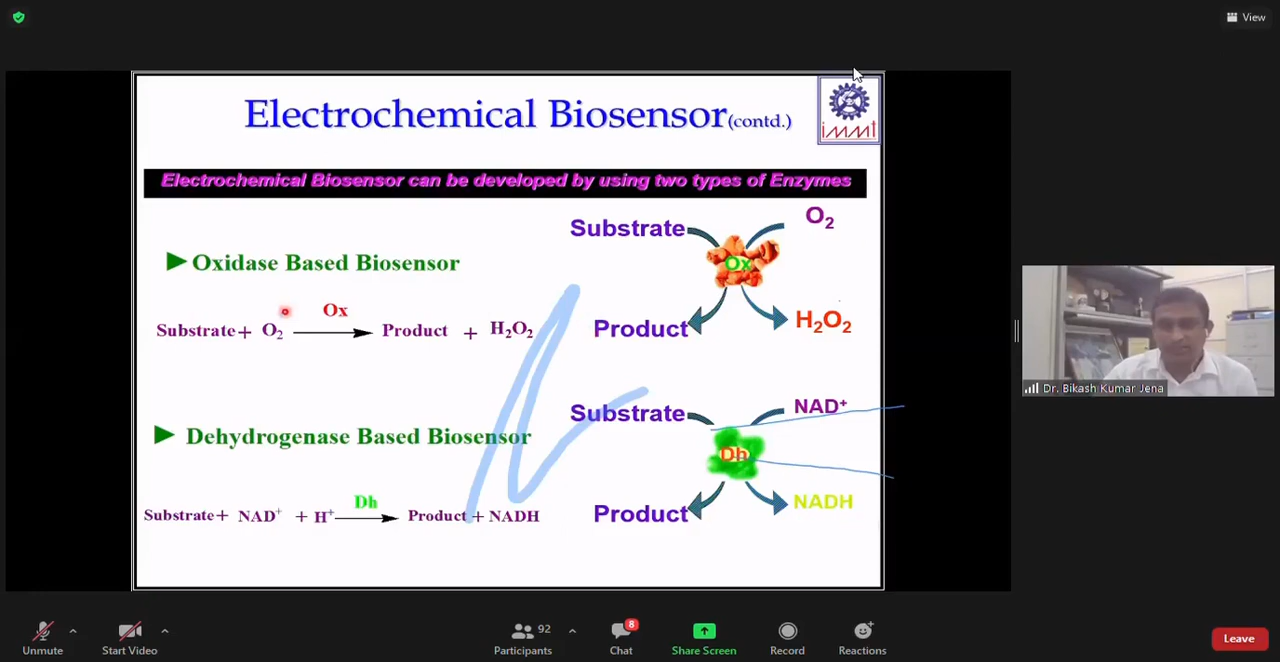 View
Electrochemical Biosensor(contd.)
immt
Electrochemical Biosensor can be developed by using two types of Enzymes
Substrate O₂
Oxidase Based Biosensor
Ox
Ox
Substrate + O₂ Product + H₂O₂
Product H₂O₂
Dr. Bikash Kumar Jena
Substrate NAD⁺
Dehydrogenase Based Biosensor
Dh
Dh
Substrate + NAD⁺ + H⁺ Product + NADH
Product NADH
Unmute
Start Video
92
Participants
8
Chat
Share Screen
Record
Reactions
Leave